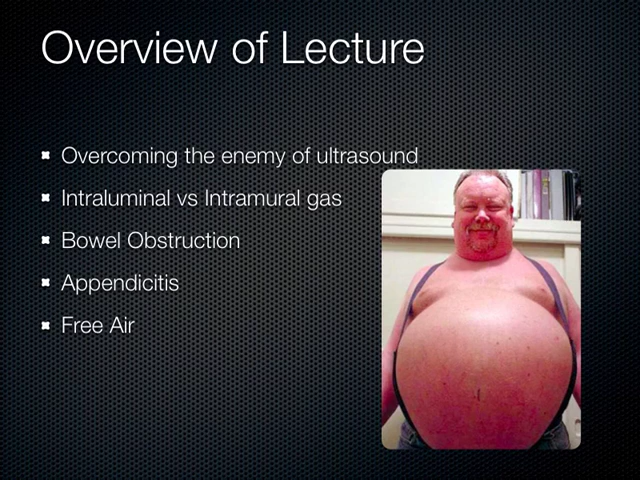 Overview of Lecture
Overcoming the enemy of ultrasound
Intraluminal vs Intramural gas
Bowel Obstruction
Appendicitis
Free Air